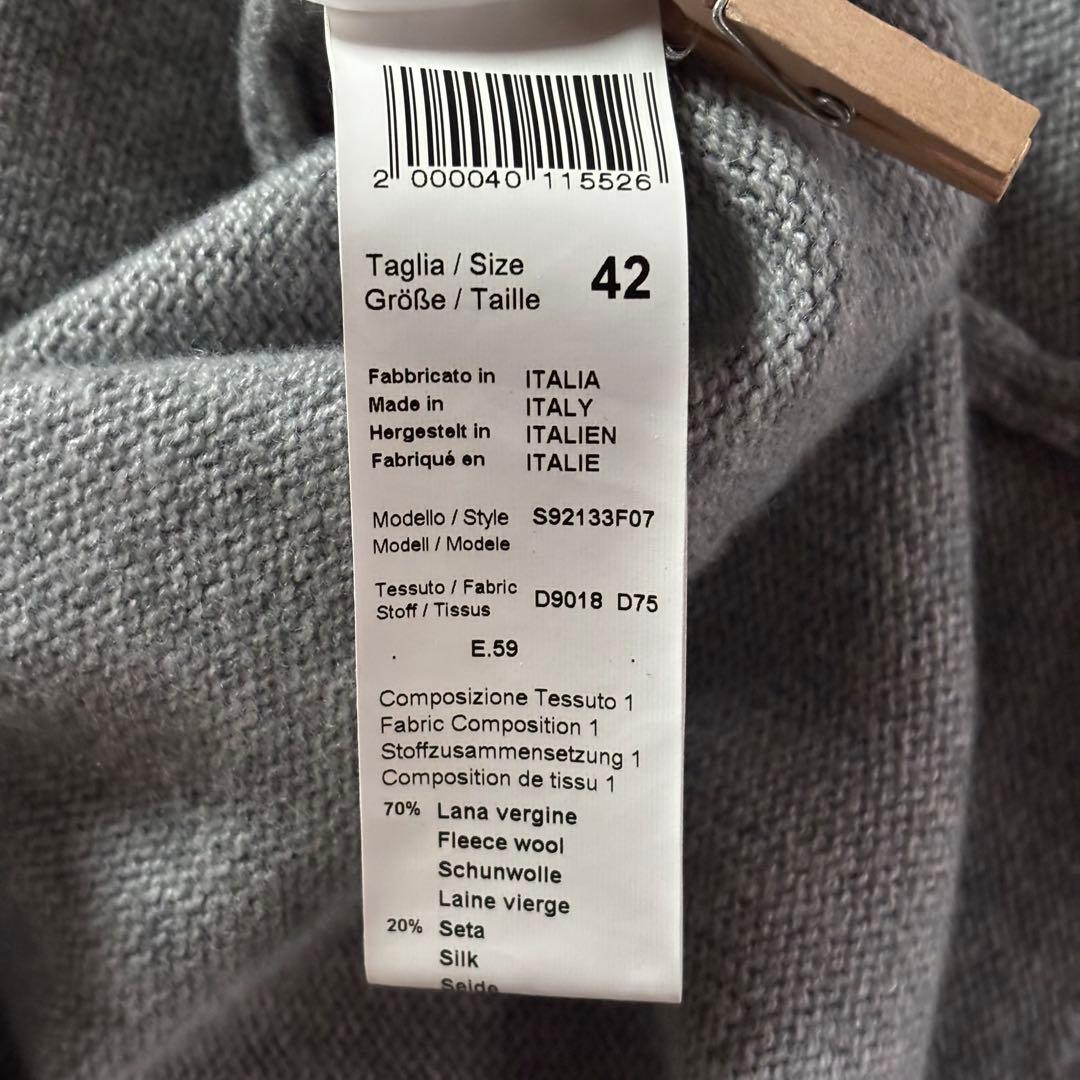 2 000040 115526
Taglia / Size
Größe / Taille 42
Fabbricato in ITALIA
Made in ITALY
Hergestelt in ITALIEN
Fabriqué en ITALIE
Modello / Style S92133F07
Modell / Modele
Tessuto / Fabric
Stoff / Tissus D9018 D75
E.59
Composizione Tessuto 1
Fabric Composition 1
Stoffzusammensetzung 1
Composition de tissu 1
70% Lana vergine
Fleece wool
Schunwolle
Laine vierge
20% Seta
Silk
Seide